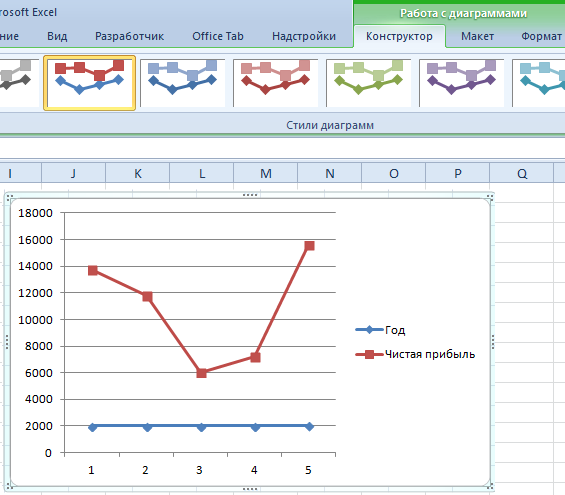 rosoft Excel
Работа с диаграммами
ние Вид Разработчик Office Tab Надстройки Конструктор Макет Формат
Стили диаграмм
I J K L M N O P Q
18000
16000
14000
12000
10000
8000
6000
4000
2000
0
1 2 3 4 5
Год
Чистая прибыль